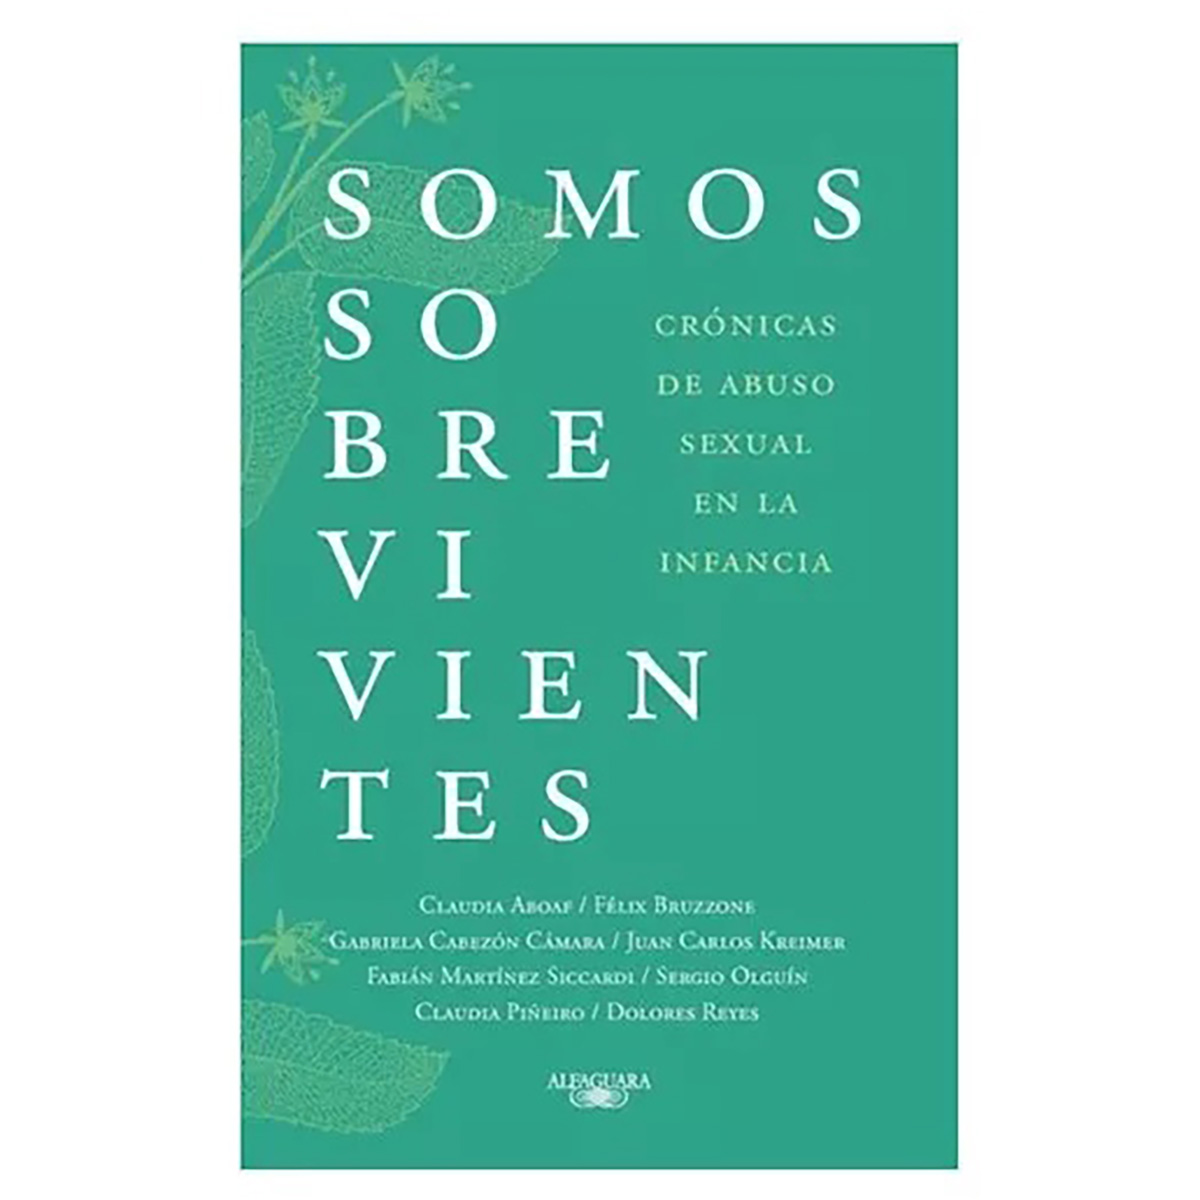 SOMOS
SO
BRE
VI
VIEN
TES
CRÓNICAS
DE ABUSO
SEXUAL
EN LA
INFANCIA
CLAUDIA ABOAF / FÉLIX BRUZZONE
GABRIELA CABEZÓN CÁMARA / JUAN CARLOS KREIMER
FABIÁN MARTÍNEZ SICCARDI / SERGIO OLGUÍN
CLAUDIA PIÑEIRO / DOLORES REYES
ALFAGUARA